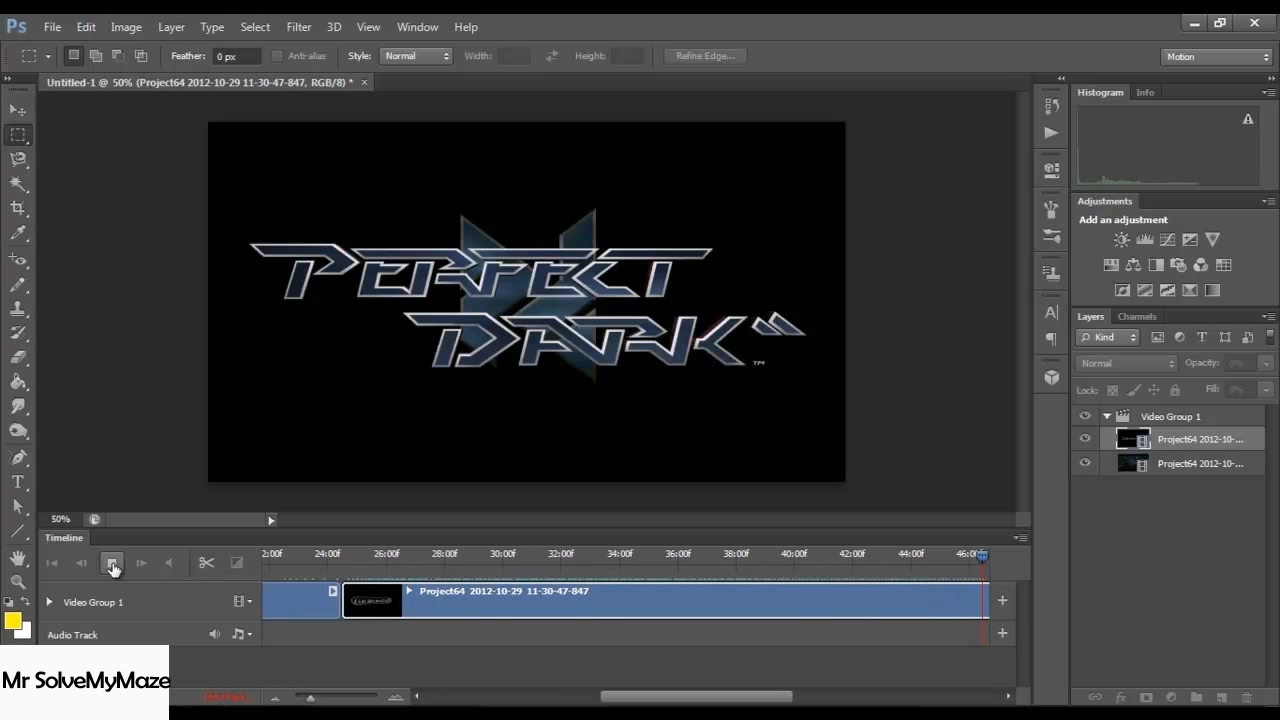 Ps File Edit Image Layer Type Select Filter 3D View Window Help
Feather: 0 px Anti-alias Style: Normal Width: Height: Refine Edge... Motion
Untitled-1 @ 50% (Project64 2012-10-29 11-30-47-847, RGB/8) * ×
Histogram Info
PERFECT
DARK
TM
Adjustments
Add an adjustment
Layers Channels
Kind
Normal Opacity: 0%
Lock: Fill: 0%
Video Group 1
Project64 2012-10-...
Project64 2012-10-...
50%
Timeline
2:00f 24:00f 26:00f 28:00f 30:00f 32:00f 34:00f 36:00f 38:00f 40:00f 42:00f 44:00f 46:00f
Video Group 1
Project64 2012-10-29 11-30-47-847
Audio Track
Mr SolveMyMaze